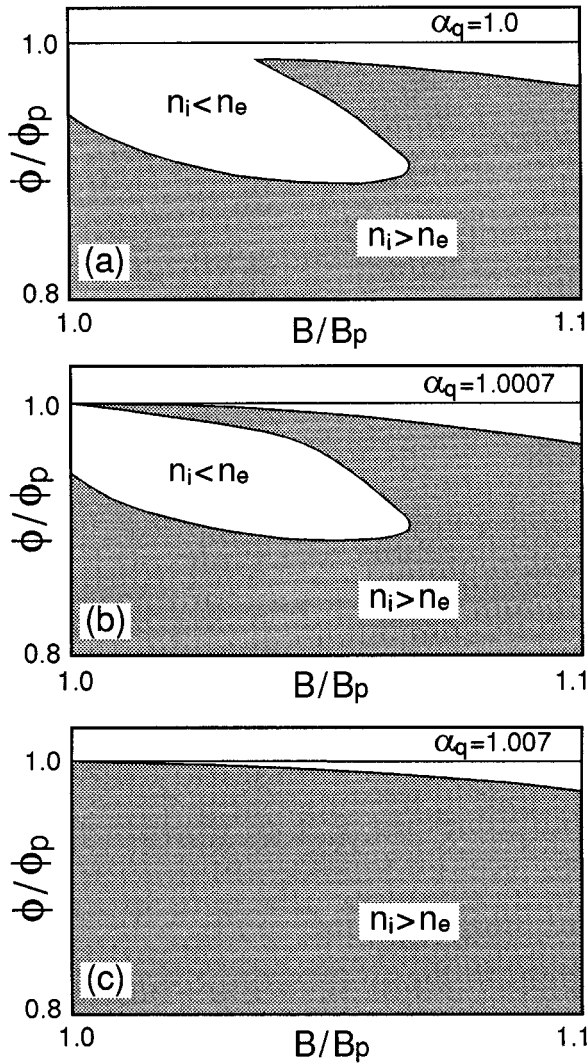 α_q=1.0
1.0
n_i < n_e
φ/φ_p
n_i > n_e
(a)
0.8
1.0
B/B_p
1.1
α_q=1.0007
1.0
n_i < n_e
φ/φ_p
n_i > n_e
(b)
0.8
1.0
B/B_p
1.1
α_q=1.007
1.0
φ/φ_p
n_i > n_e
(c)
0.8
1.0
B/B_p
1.1